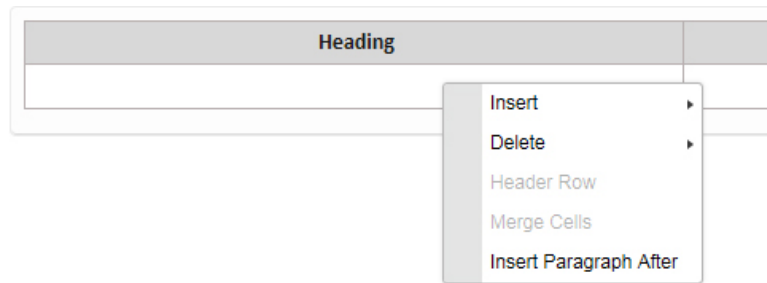 Heading
Insert
Delete
Header Row
Merge Cells
Insert Paragraph After